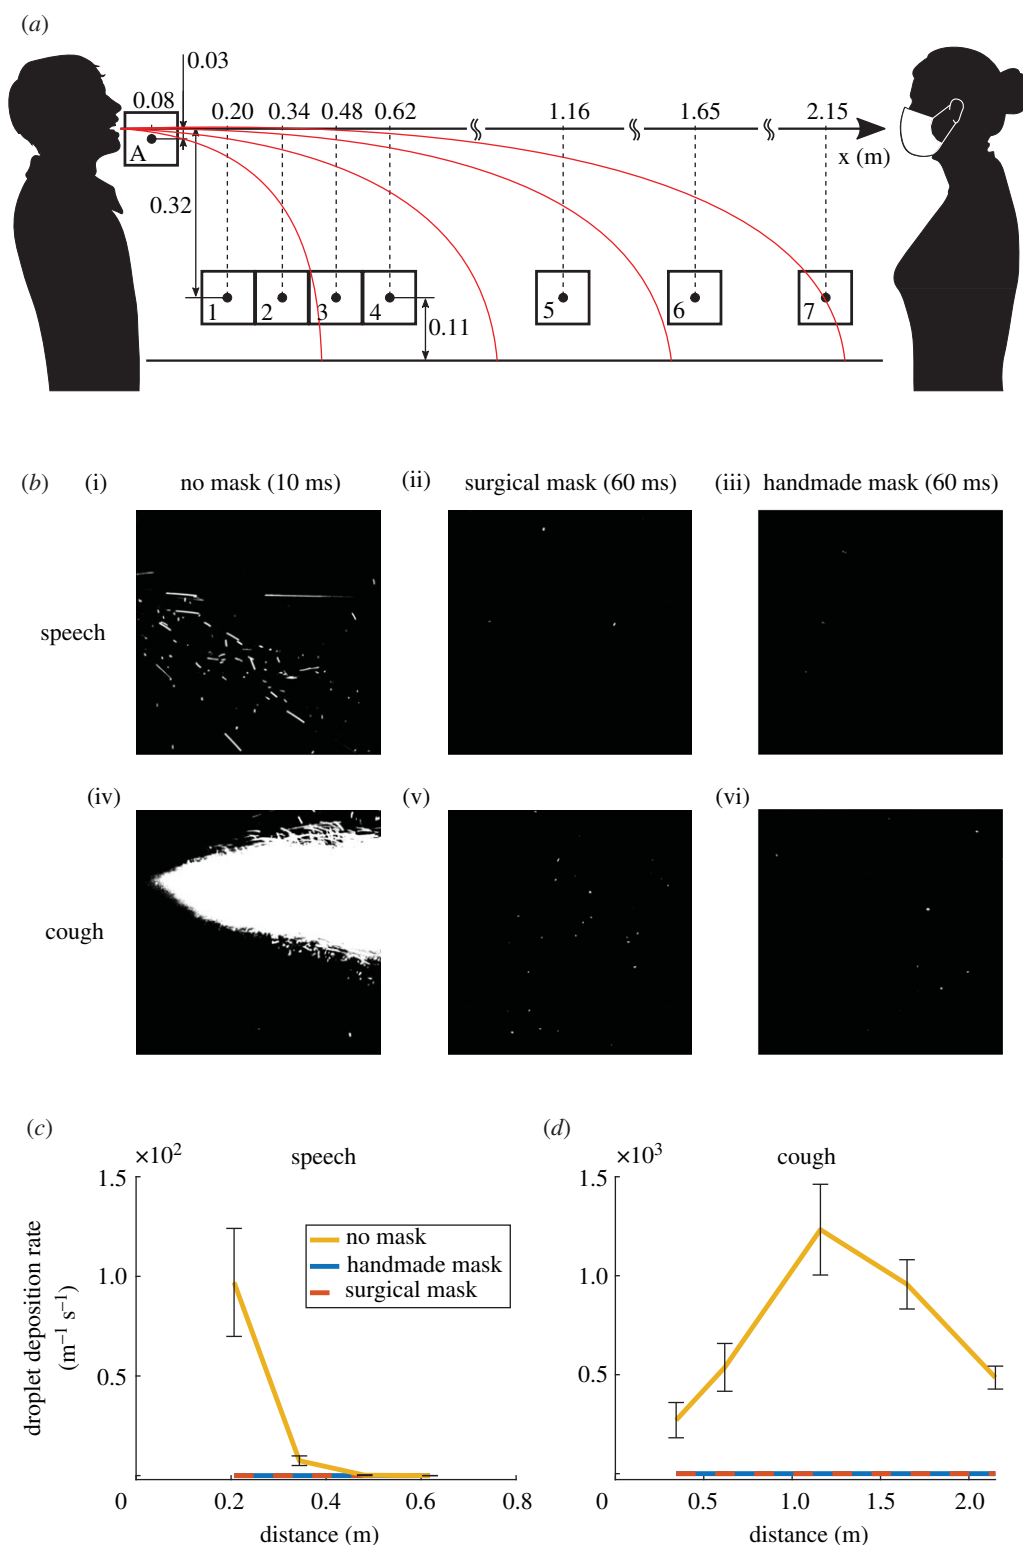 (a)
0.03
0.08 0.20 0.34 0.48 0.62 1.16 1.65 2.15
A
x (m)
0.32
1 2 3 4 5 6 7
0.11
(b) (i) no mask (10 ms) (ii) surgical mask (60 ms) (iii) handmade mask (60 ms)
speech
(iv) (v) (vi)
cough
(c)
×10²
speech
1.5
1.0
0.5
0 0.2 0.4 0.6 0.8
distance (m)
droplet deposition rate
(m⁻¹ s⁻¹)
no mask
handmade mask
surgical mask
(d)
×10³
cough
1.5
1.0
0.5
0 0.5 1.0 1.5 2.0
distance (m)